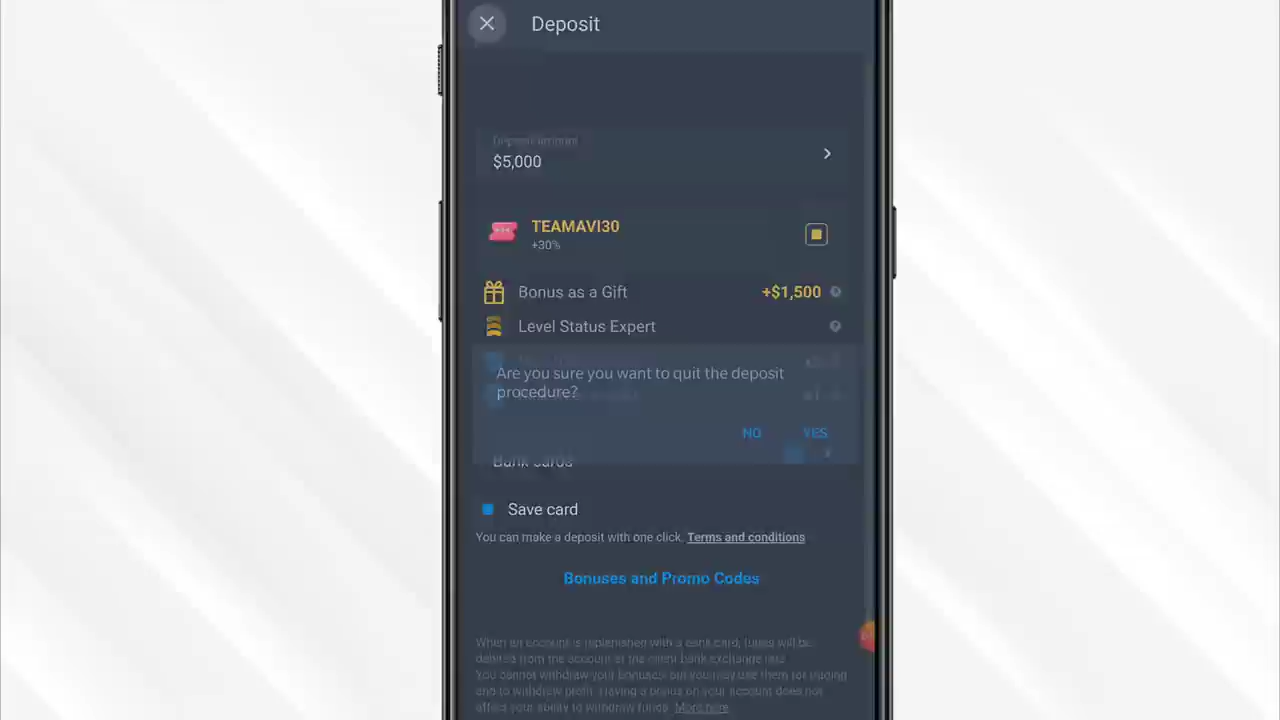 Deposit
Deposit amount
$5,000
TEAMAVI30
+30%
Bonus as a Gift +$1,500
Level Status Expert
Are you sure you want to quit the deposit
procedure?
NO YES
Bank cards
Save card
You can make a deposit with one click. Terms and conditions
Bonuses and Promo Codes
When an account is replenished with a bank card, funds will be
debited from the account at the client bank exchange rate.
You cannot withdraw your bonuses, but you may use them for trading
and to withdraw profit. Having a bonus on your account does not
affect your ability to withdraw funds. More here